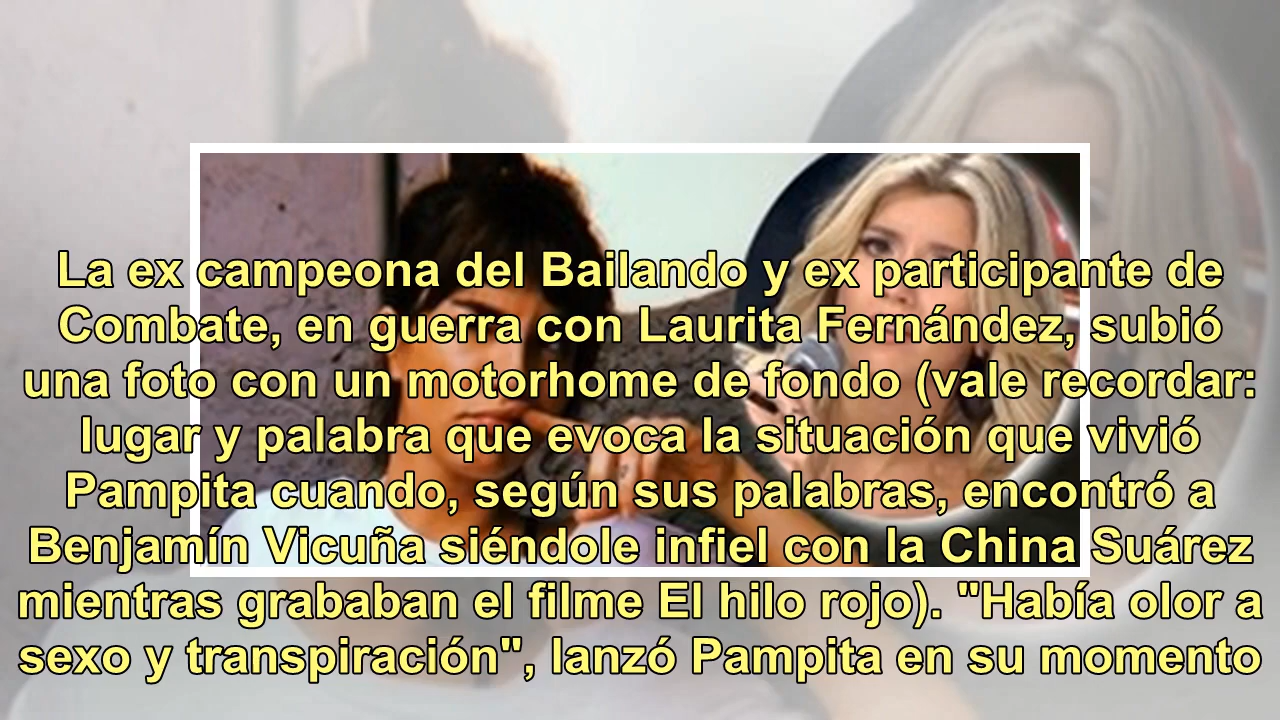 La ex campeona del Bailando y ex participante de
Combate, en guerra con Laurita Fernández, subió
una foto con un motorhome de fondo (vale recordar:
lugar y palabra que evoca la situación que vivió
Pampita cuando, según sus palabras, encontró a
Benjamín Vicuña siéndole infiel con la China Suárez
mientras grababan el filme El hilo rojo). "Había olor a
sexo y transpiración", lanzó Pampita en su momento